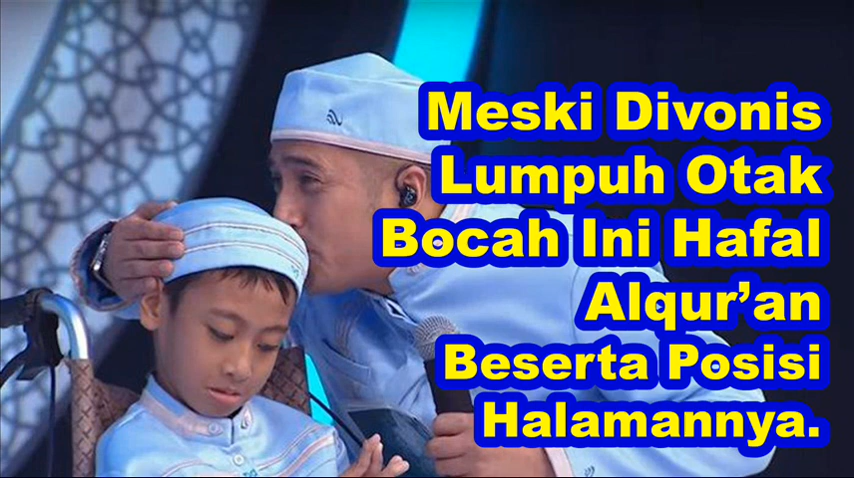 Meski Divonis
Lumpuh Otak
Bocah Ini Hafal
Alqur'an
Beserta Posisi
Halamannya.